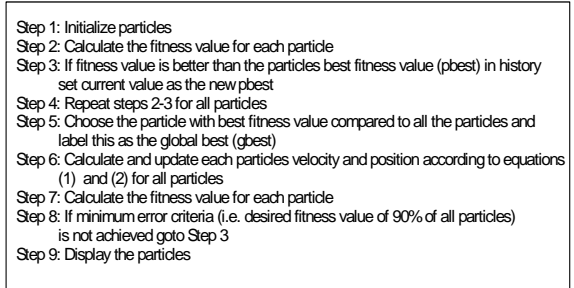 Step 1: Initialize particles
Step 2: Calculate the fitness value for each particle
Step 3: If fitness value is better than the particles best fitness value (pbest) in history
set current value as the new pbest
Step 4: Repeat steps 2-3 for all particles
Step 5: Choose the particle with best fitness value compared to all the particles and
label this as the global best (gbest)
Step 6: Calculate and update each particles velocity and position according to equations
(1) and (2) for all particles
Step 7: Calculate the fitness value for each particle
Step 8: If minimum error criteria (i.e. desired fitness value of 90% of all particles)
is not achieved goto Step 3
Step 9: Display the particles